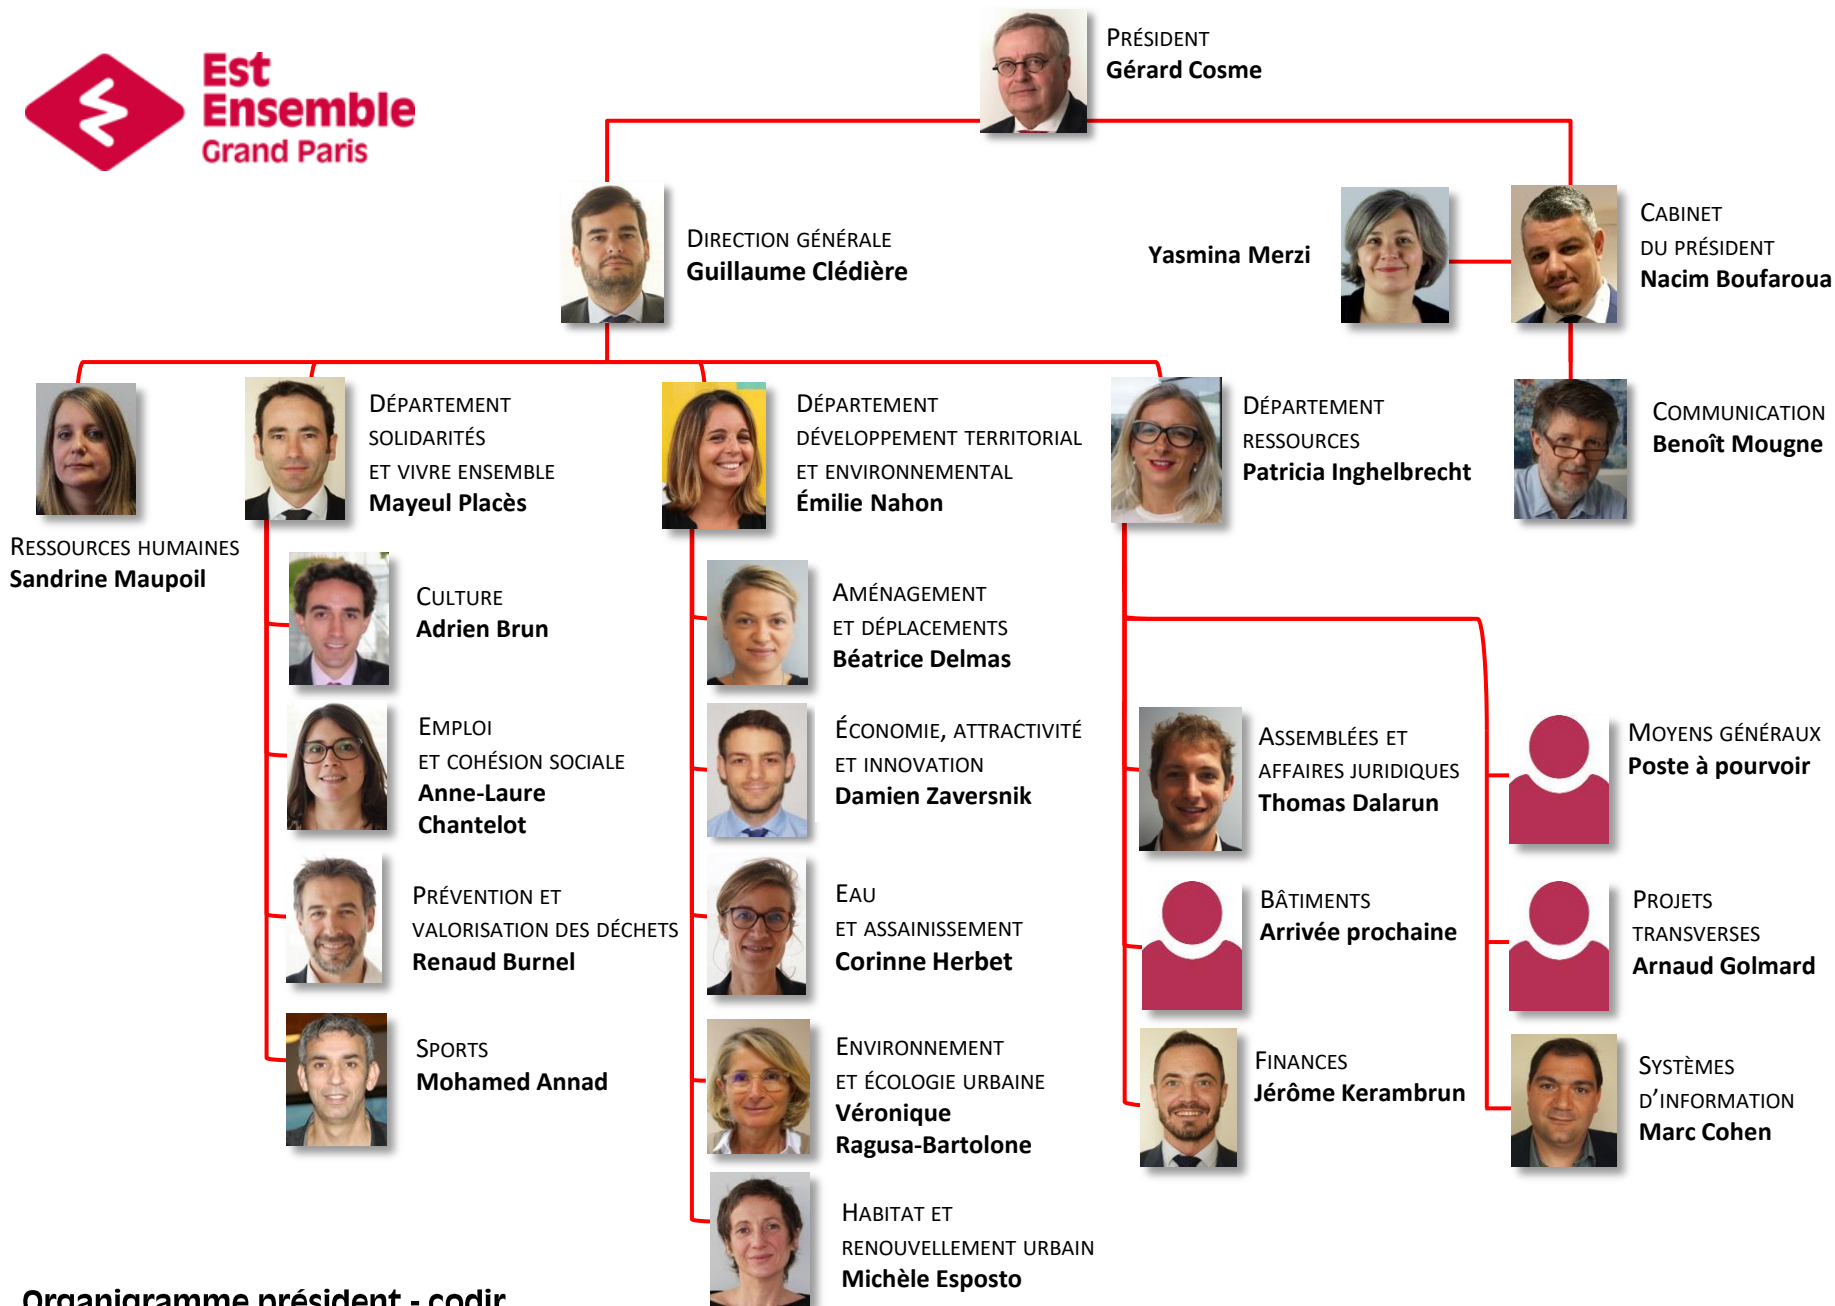 Est
Ensemble
Grand Paris
PRÉSIDENT
Gérard Cosme
DIRECTION GÉNÉRALE
Guillaume Clédière
Yasmina Merzi
CABINET
DU PRÉSIDENT
Nacim Boufaroua
RESSOURCES HUMAINES
Sandrine Maupoil
DÉPARTEMENT
SOLIDARITÉS
ET VIVRE ENSEMBLE
Mayeul Placès
DÉPARTEMENT
DÉVELOPPEMENT TERRITORIAL
ET ENVIRONNEMENTAL
Émilie Nahon
DÉPARTEMENT
RESSOURCES
Patricia Inghelbrecht
COMMUNICATION
Benoît Mougne
CULTURE
Adrien Brun
EMPLOI
ET COHÉSION SOCIALE
Anne-Laure
Chantelot
PRÉVENTION ET
VALORISATION DES DÉCHETS
Renaud Burnel
SPORTS
Mohamed Annad
AMÉNAGEMENT
ET DÉPLACEMENTS
Béatrice Delmas
ÉCONOMIE, ATTRACTIVITÉ
ET INNOVATION
Damien Zaversnik
EAU
ET ASSAINISSEMENT
Corinne Herbet
ENVIRONNEMENT
ET ÉCOLOGIE URBAINE
Véronique
Ragusa-Bartolone
HABITAT ET
RENOUVELLEMENT URBAIN
Michèle Esposto
ASSEMBLÉES ET
AFFAIRES JURIDIQUES
Thomas Dalarun
BÂTIMENTS
Arrivée prochaine
FINANCES
Jérôme Kerambrun
MOYENS GÉNÉRAUX
Poste à pourvoir
PROJETS
TRANSVERSES
Arnaud Golmard
SYSTÈMES
D'INFORMATION
Marc Cohen
Organigramme président - codir